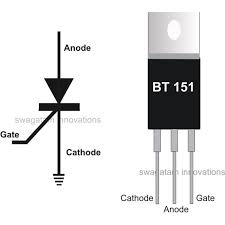 Anode
swagatam innovations
Gate
Cathode
BT 151
swagatam innovations
Cathode
Gate
Anode